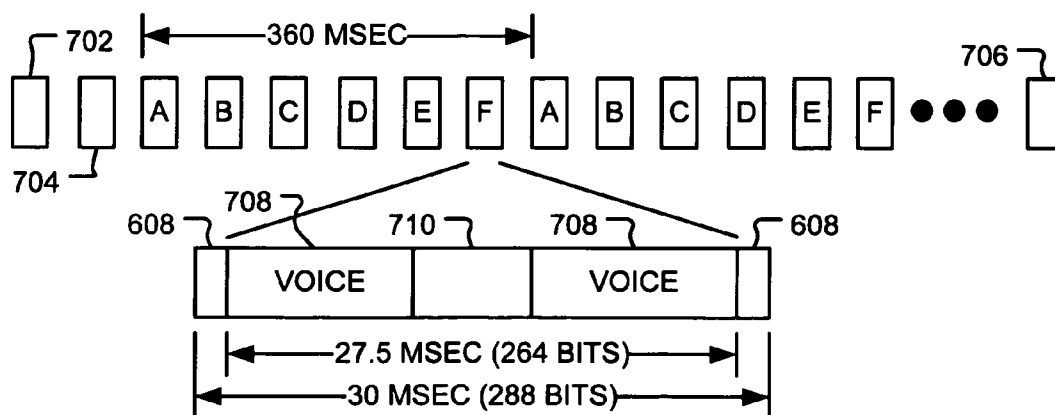 702
360 MSEC
706
A B C D E F A B C D E F
704
708
608
710
708
608
VOICE
VOICE
27.5 MSEC (264 BITS)
30 MSEC (288 BITS)